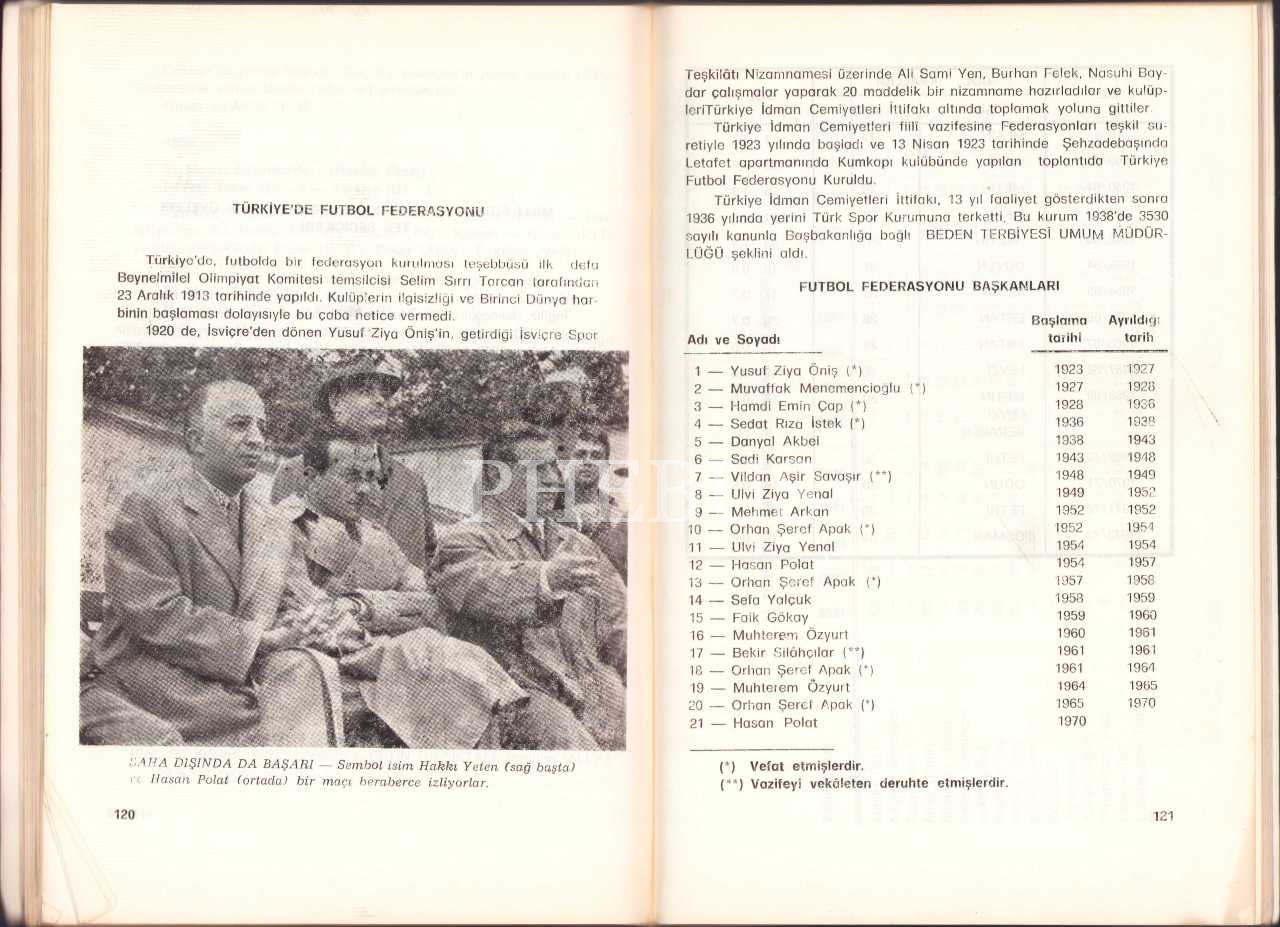 TÜRKİYE'DE FUTBOL FEDERASYONU
Türkiye'de, futbolda bir federasyon kurulması teşebbüsü ilk defa
Beynelmilel Olimpiyat Komitesi temsilcisi Selim Sırrı Tarcan tarafından
23 Aralık 1913 tarihinde yapıldı. Kulüplerin ilgisizliği ve Birinci Dünya har-
binin başlaması dolayısiyle bu çaba netice vermedi.
1920 de, İsviçre'den dönen Yusuf Ziya Öniş'in, getirdiği İsviçre Spor
PHEB
SAHA DIŞINDA DA BAŞARI — Sembol isim Hakkı Yeten (sağ başta)
ve Hasan Polat (ortada) bir maçı beraberce izliyorlar.
120
Teşkilâtı Nizamnamesi üzerinde Ali Sami Yen, Burhan Felek, Nasuhi Bay-
dar çalışmalar yaparak 20 maddelik bir nizamname hazırladılar ve kulüp-
leriTürkiye İdman Cemiyetleri İttifakı altında toplamak yoluna gittiler.
Türkiye İdman Cemiyetleri fiili vazifesine Federasyonları teşkil su-
retiyle 1923 yılında başladı ve 13 Nisan 1923 tarihinde Şehzadebaşında
Letafet apartmanında Kumkapı kulübünde yapılan toplantıda Türkiye
Futbol Federasyonu Kuruldu.
Türkiye İdman Cemiyetleri İttifakı, 13 yıl faaliyet gösterdikten sonra
1936 yılında yerini Türk Spor Kurumuna terketti. Bu kurum 1938'de 3530
sayılı kanunla Başbakanlığa bağlı BEDEN TERBİYESİ UMUM MÜDÜR-
LÜĞÜ şeklini aldı.
FUTBOL FEDERASYONU BAŞKANLARI
Adı ve Soyadı Başlama tarihi Ayrıldığı tarih
1 — Yusuf Ziya Öniş (*) 1923 1927
2 — Muvaffak Menemencioğlu (*) 1927 1928
3 — Hamdi Emin Çap (*) 1928 1936
4 — Sedat Rıza İstek (*) 1936 1938
5 — Danyal Akbel 1938 1943
6 — Sadi Karsan 1943 1948
7 — Vildan Aşir Savaşır (**) 1948 1949
8 — Ulvi Ziya Yenal 1949 1952
9 — Mehmet Arkan 1952 1952
10 — Orhan Şeref Apak (*) 1952 1954
11 — Ulvi Ziya Yenal 1954 1954
12 — Hasan Polat 1954 1957
13 — Orhan Şeref Apak (*) 1957 1958
14 — Sefa Yalçuk 1958 1959
15 — Faik Gökay 1959 1960
16 — Muhterem Özyurt 1960 1961
17 — Bekir Silâhçılar (**) 1961 1961
18 — Orhan Şeref Apak (*) 1961 1964
19 — Muhterem Özyurt 1964 1965
20 — Orhan Şeref Apak (*) 1965 1970
21 — Hasan Polat 1970
(*) Vefat etmişlerdir.
(**) Vazifeyi vekâleten deruhte etmişlerdir.
121